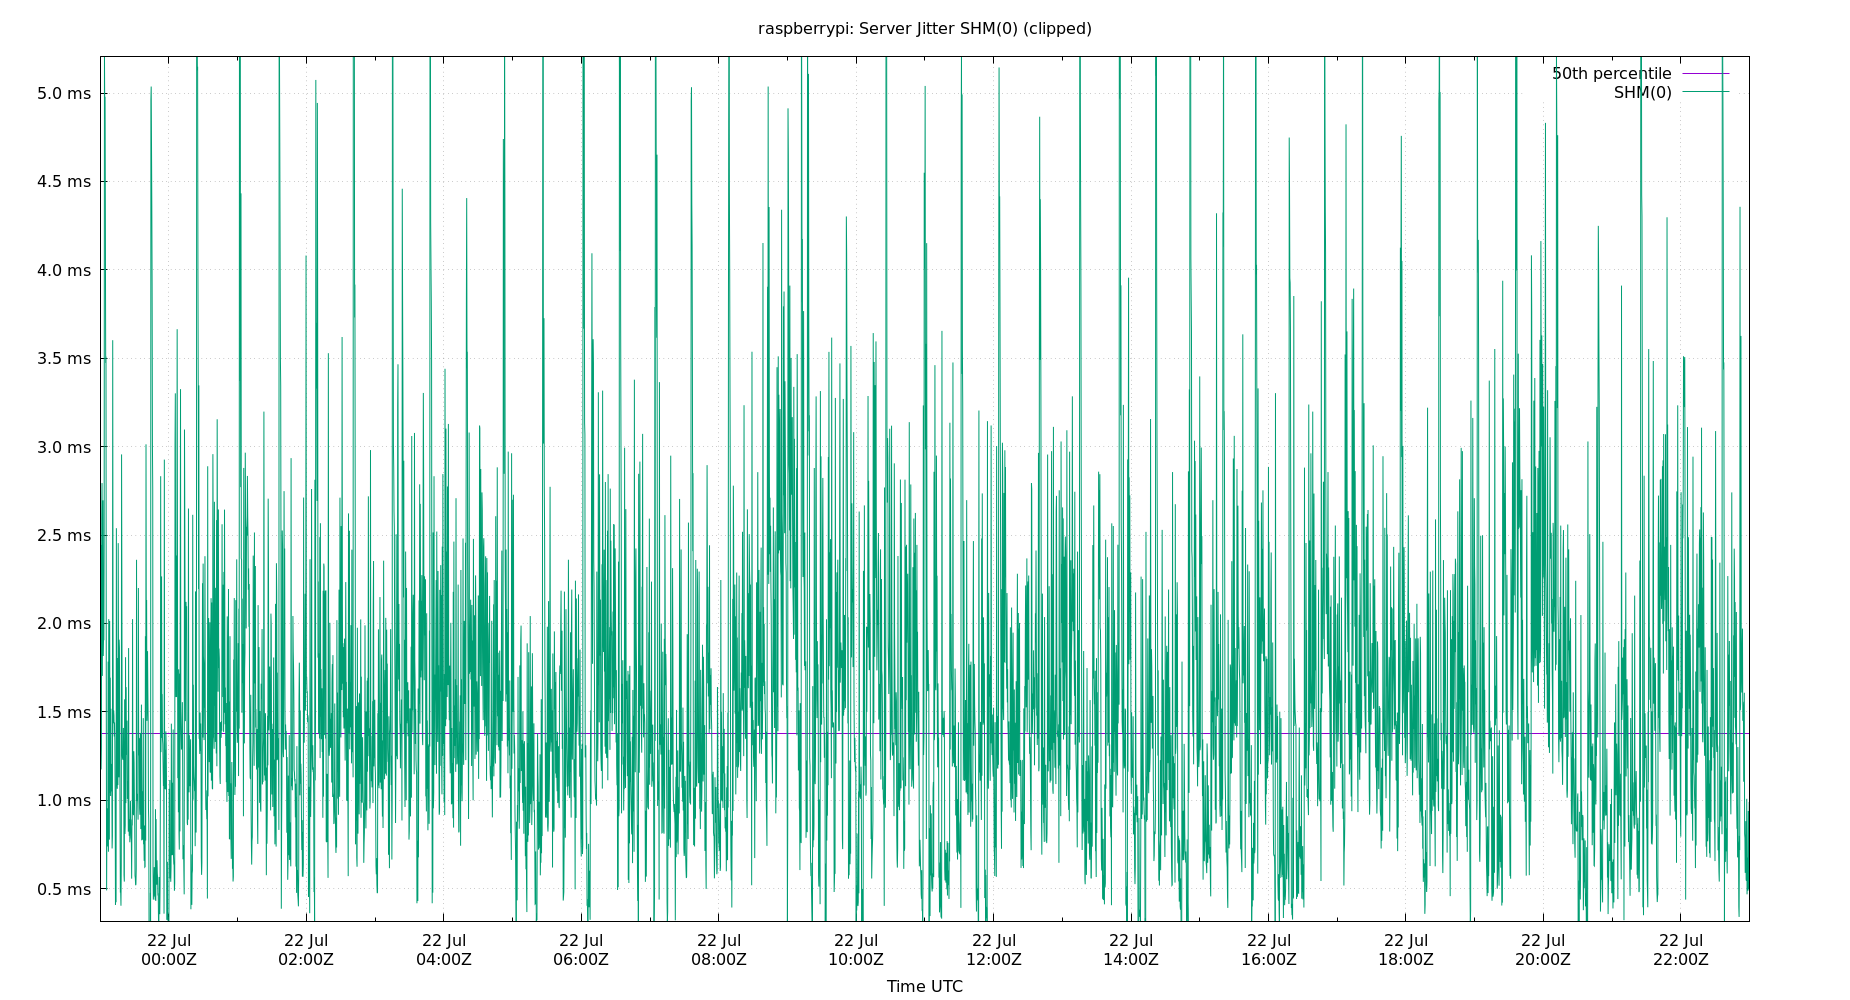 raspberrypi: Server Jitter SHM(0) (clipped)
50th percentile
SHM(0)
5.0 ms
4.5 ms
4.0 ms
3.5 ms
3.0 ms
2.5 ms
2.0 ms
1.5 ms
1.0 ms
0.5 ms
22 Jul 22 Jul 22 Jul 22 Jul 22 Jul 22 Jul 22 Jul 22 Jul 22 Jul 22 Jul 22 Jul 22 Jul
00:00Z 02:00Z 04:00Z 06:00Z 08:00Z 10:00Z 12:00Z 14:00Z 16:00Z 18:00Z 20:00Z 22:00Z
Time UTC